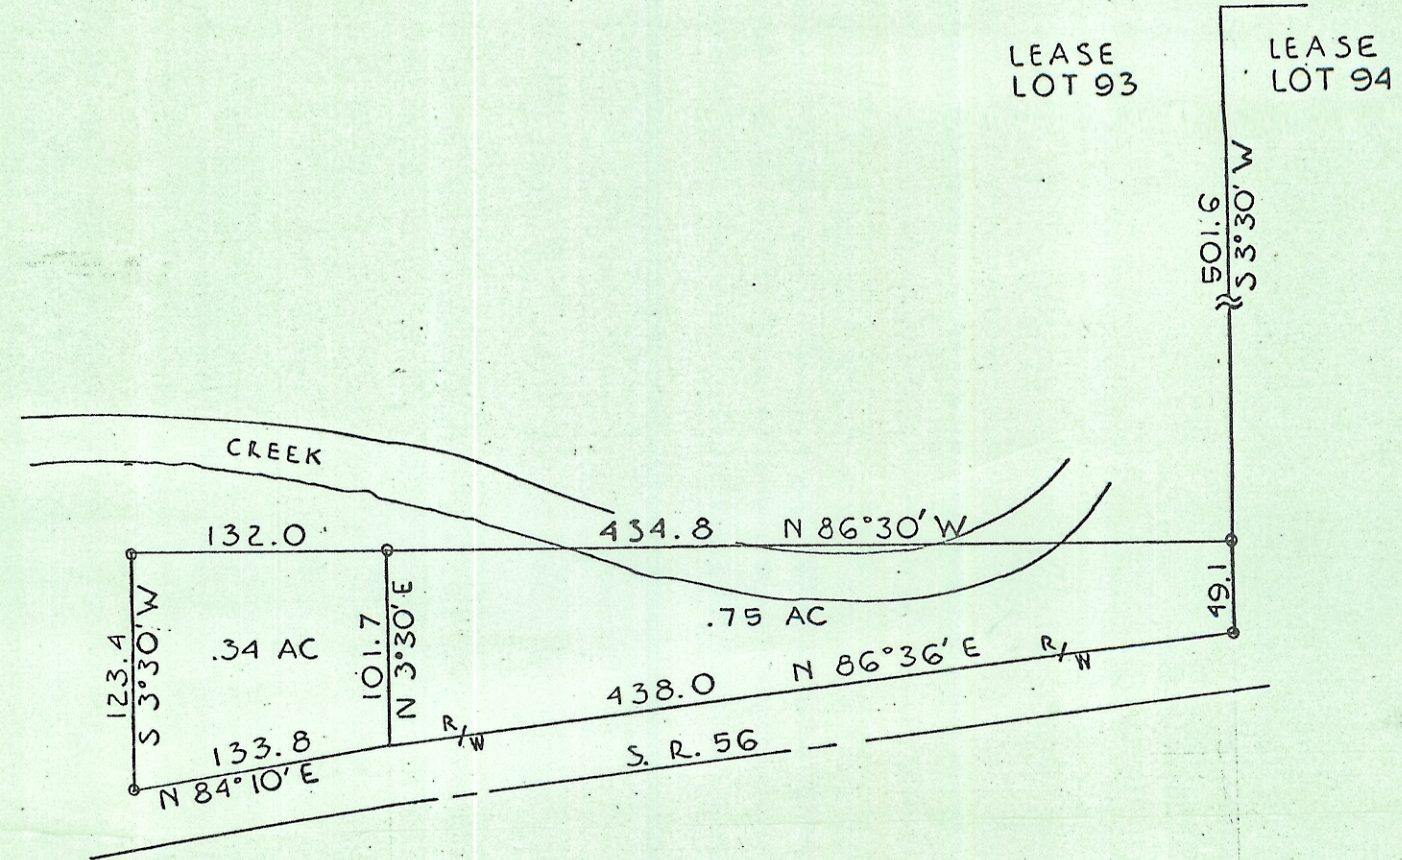 LEASE
LOT 93
LEASE
LOT 94
501.6
S 3°30' W
CREEK
132.0
434.8 N 86°30' W
49.1
123.4
S 3°30' W
.34 AC
101.7
N 3°30' E
.75 AC
133.8
N 84°10' E
R/W
438.0
N 86°36' E
R/W
S. R. 56